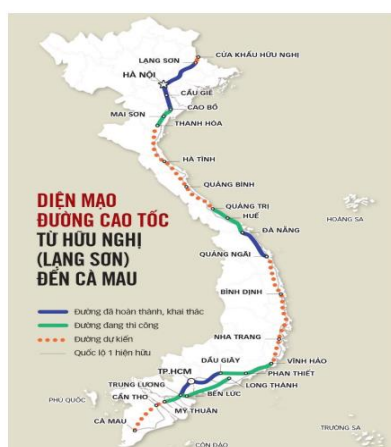 CỬA KHẨU HỮU NGHỊ
LẠNG SƠN
HÀ NỘI
CẦU GIẼ
CAO BỒ
MAI SƠN
THANH HÓA
HÀ TĨNH
QUẢNG BÌNH
QUẢNG TRỊ
HUẾ
HOÀNG SA
ĐÀ NẴNG
QUẢNG NGÃI
DIỆN MẠO
ĐƯỜNG CAO TỐC
TỪ HỮU NGHỊ
(LẠNG SƠN)
ĐẾN CÀ MAU
BÌNH ĐỊNH
Đường đã hoàn thành, khai thác
Đường đang thi công
Đường dự kiến
Quốc lộ 1 hiện hữu
NHA TRANG
DẦU GIÂY
VĨNH HẢO
TP.HCM
PHAN THIẾT
TRUNG LƯƠNG
LONG THÀNH
PHÚ QUỐC
CẦN THƠ
BẾN LỨC
MỸ THUẬN
CÀ MAU
TRƯỜNG SA
CÔN ĐẢO